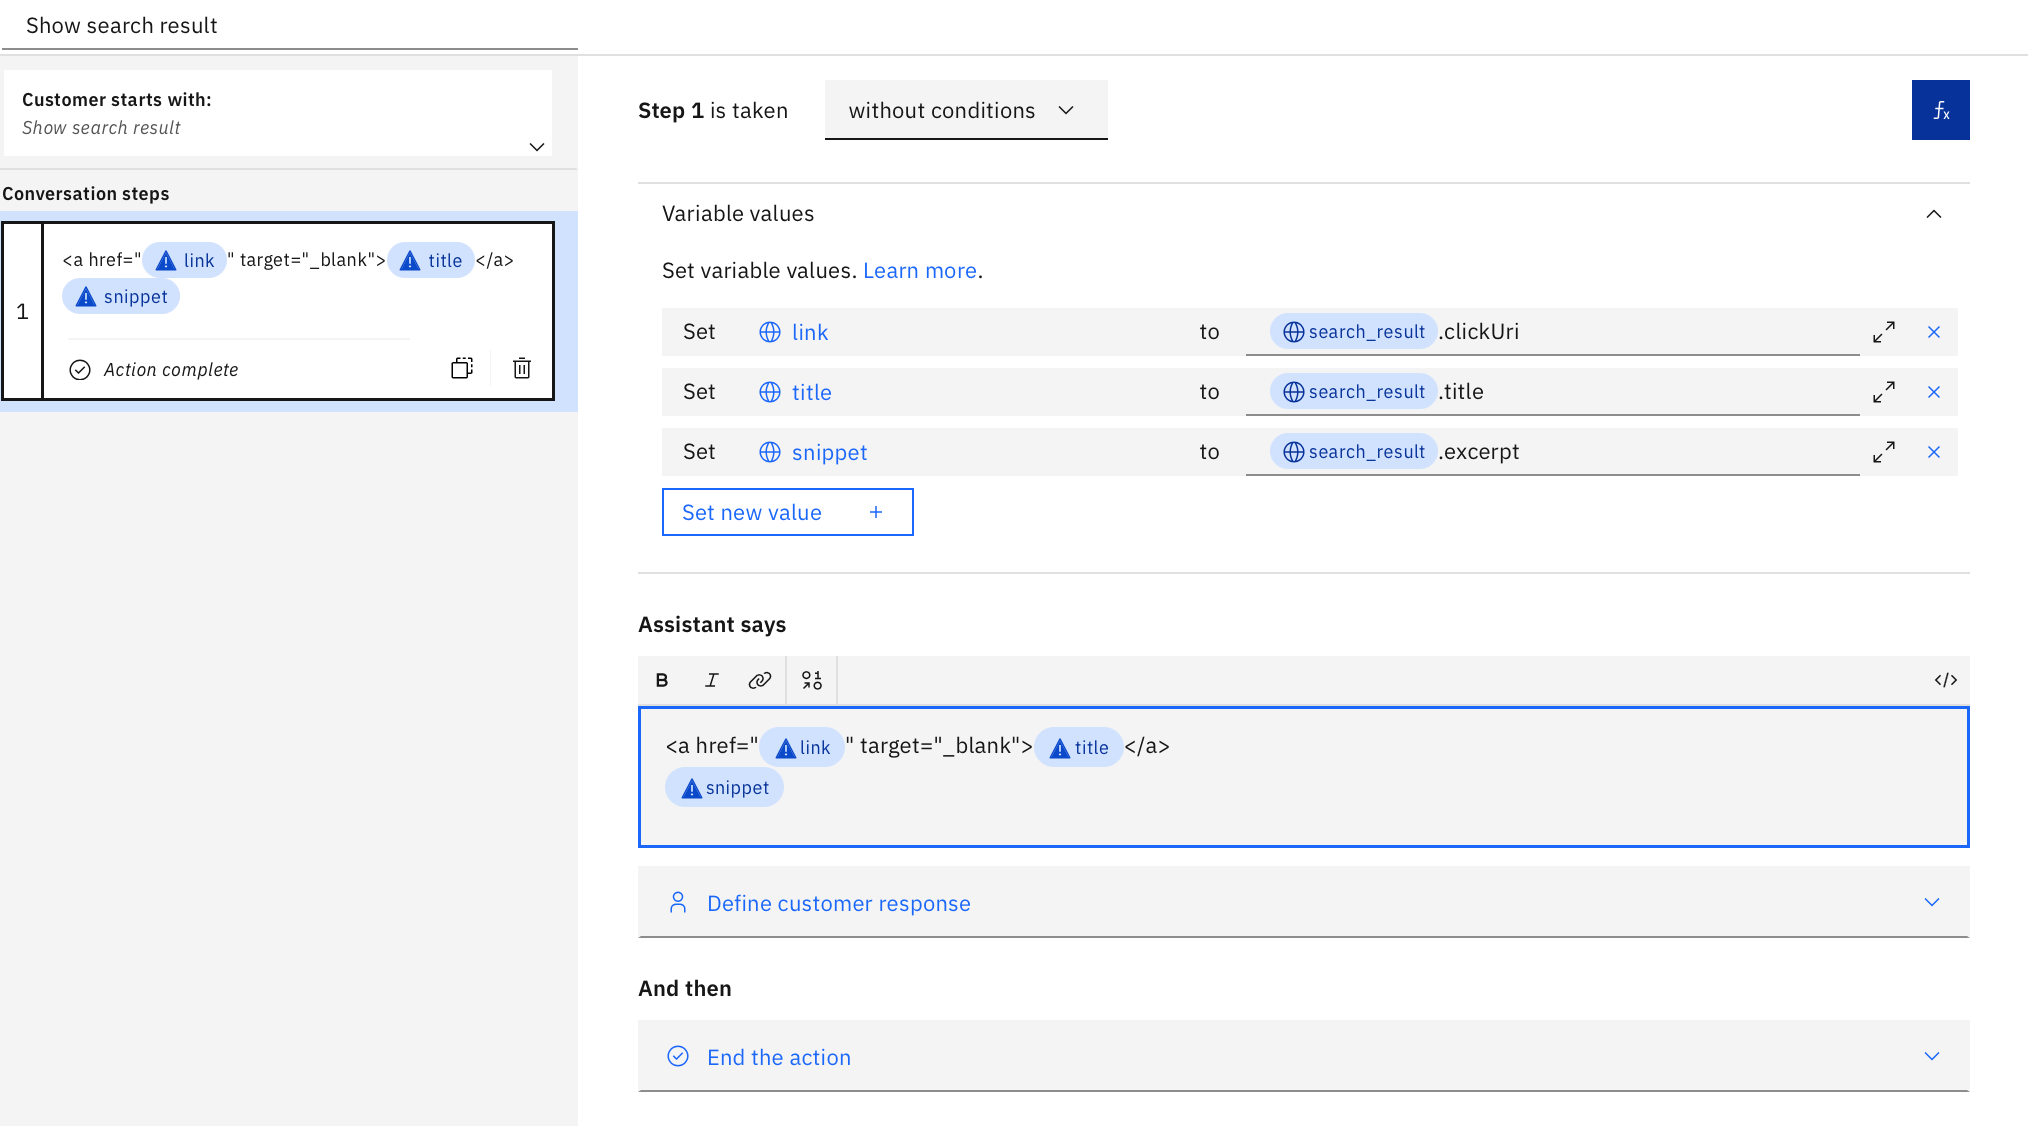 Show search result
Customer starts with:
Show search result
Conversation steps
1
<a href=" link " target="_blank"> title </a>
snippet
Action complete
Step 1 is taken without conditions
fx
Variable values
Set variable values. Learn more.
Set link to search_result .clickUri
Set title to search_result .title
Set snippet to search_result .excerpt
Set new value +
Assistant says
B I </>
<a href=" link " target="_blank"> title </a>
snippet
Define customer response
And then
End the action